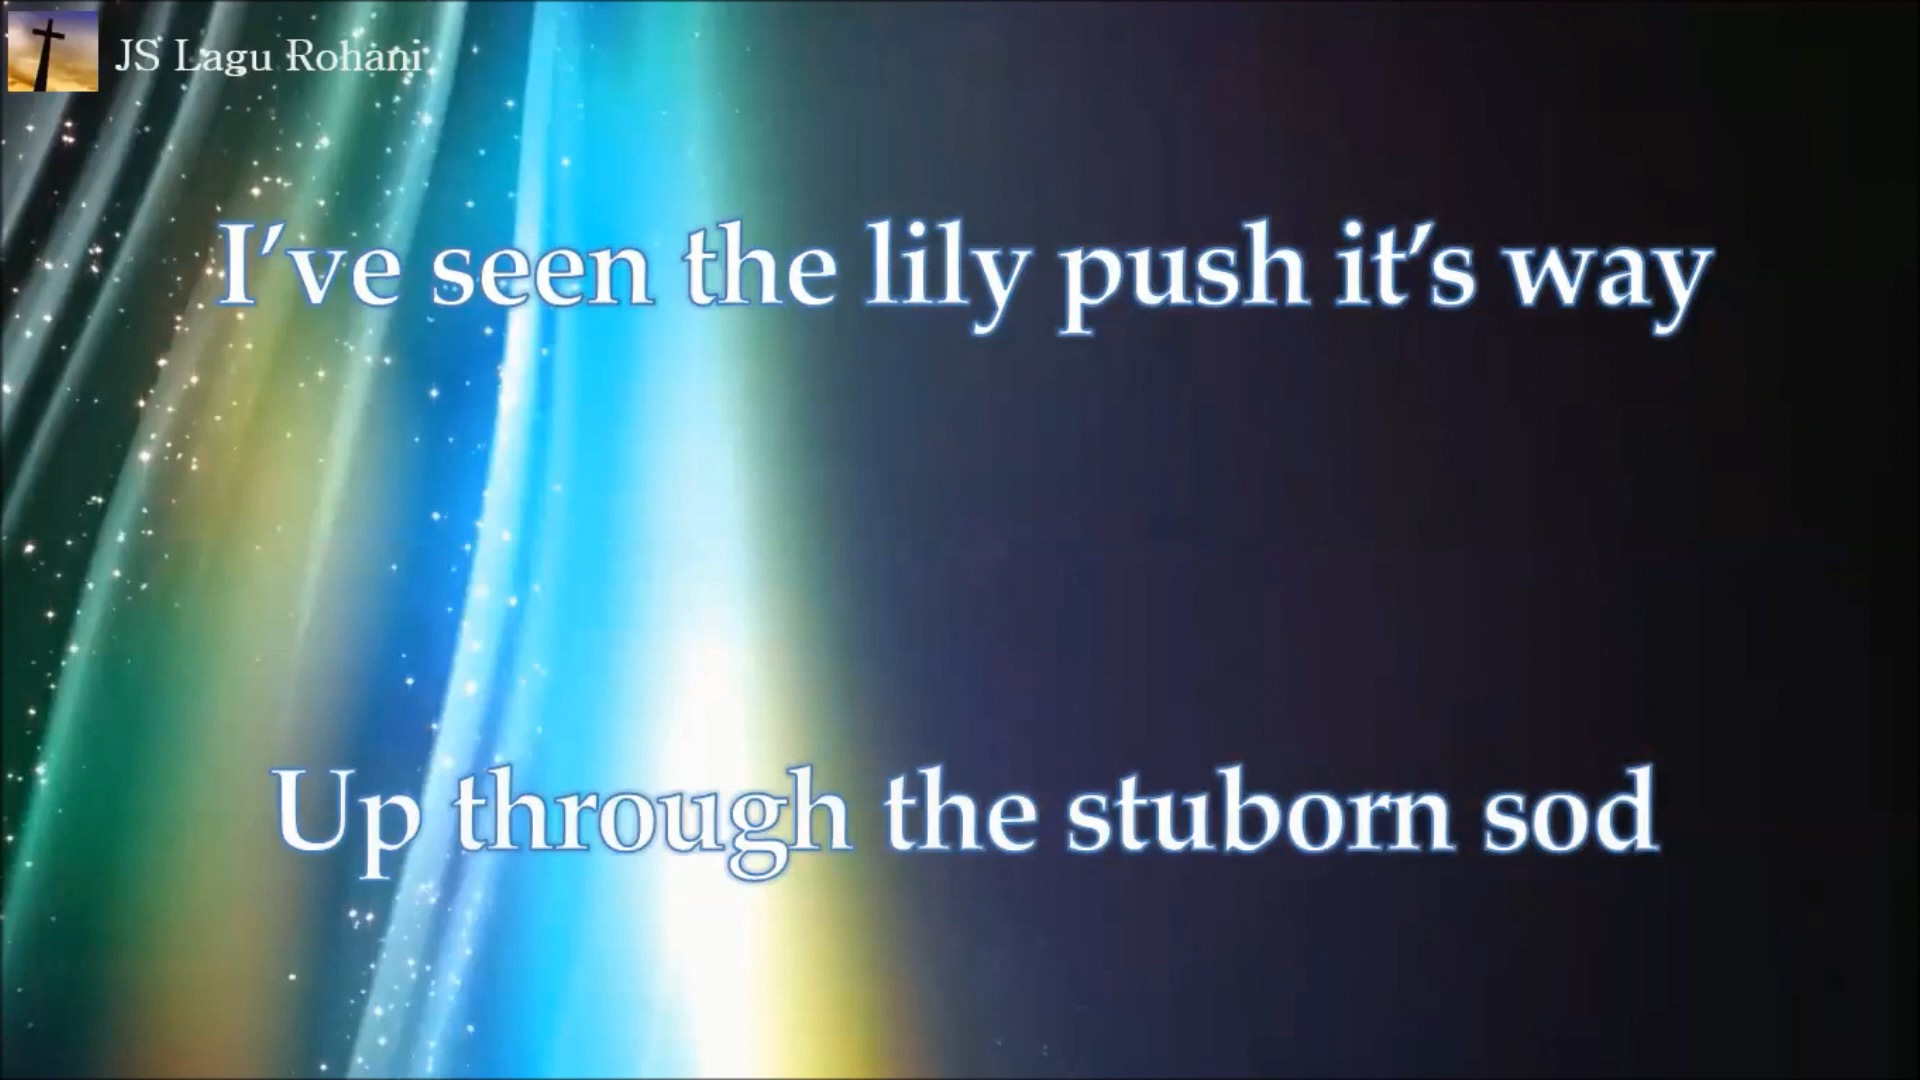 JS Lagu Rohani
I've seen the lily push it's way
Up through the stuborn sod